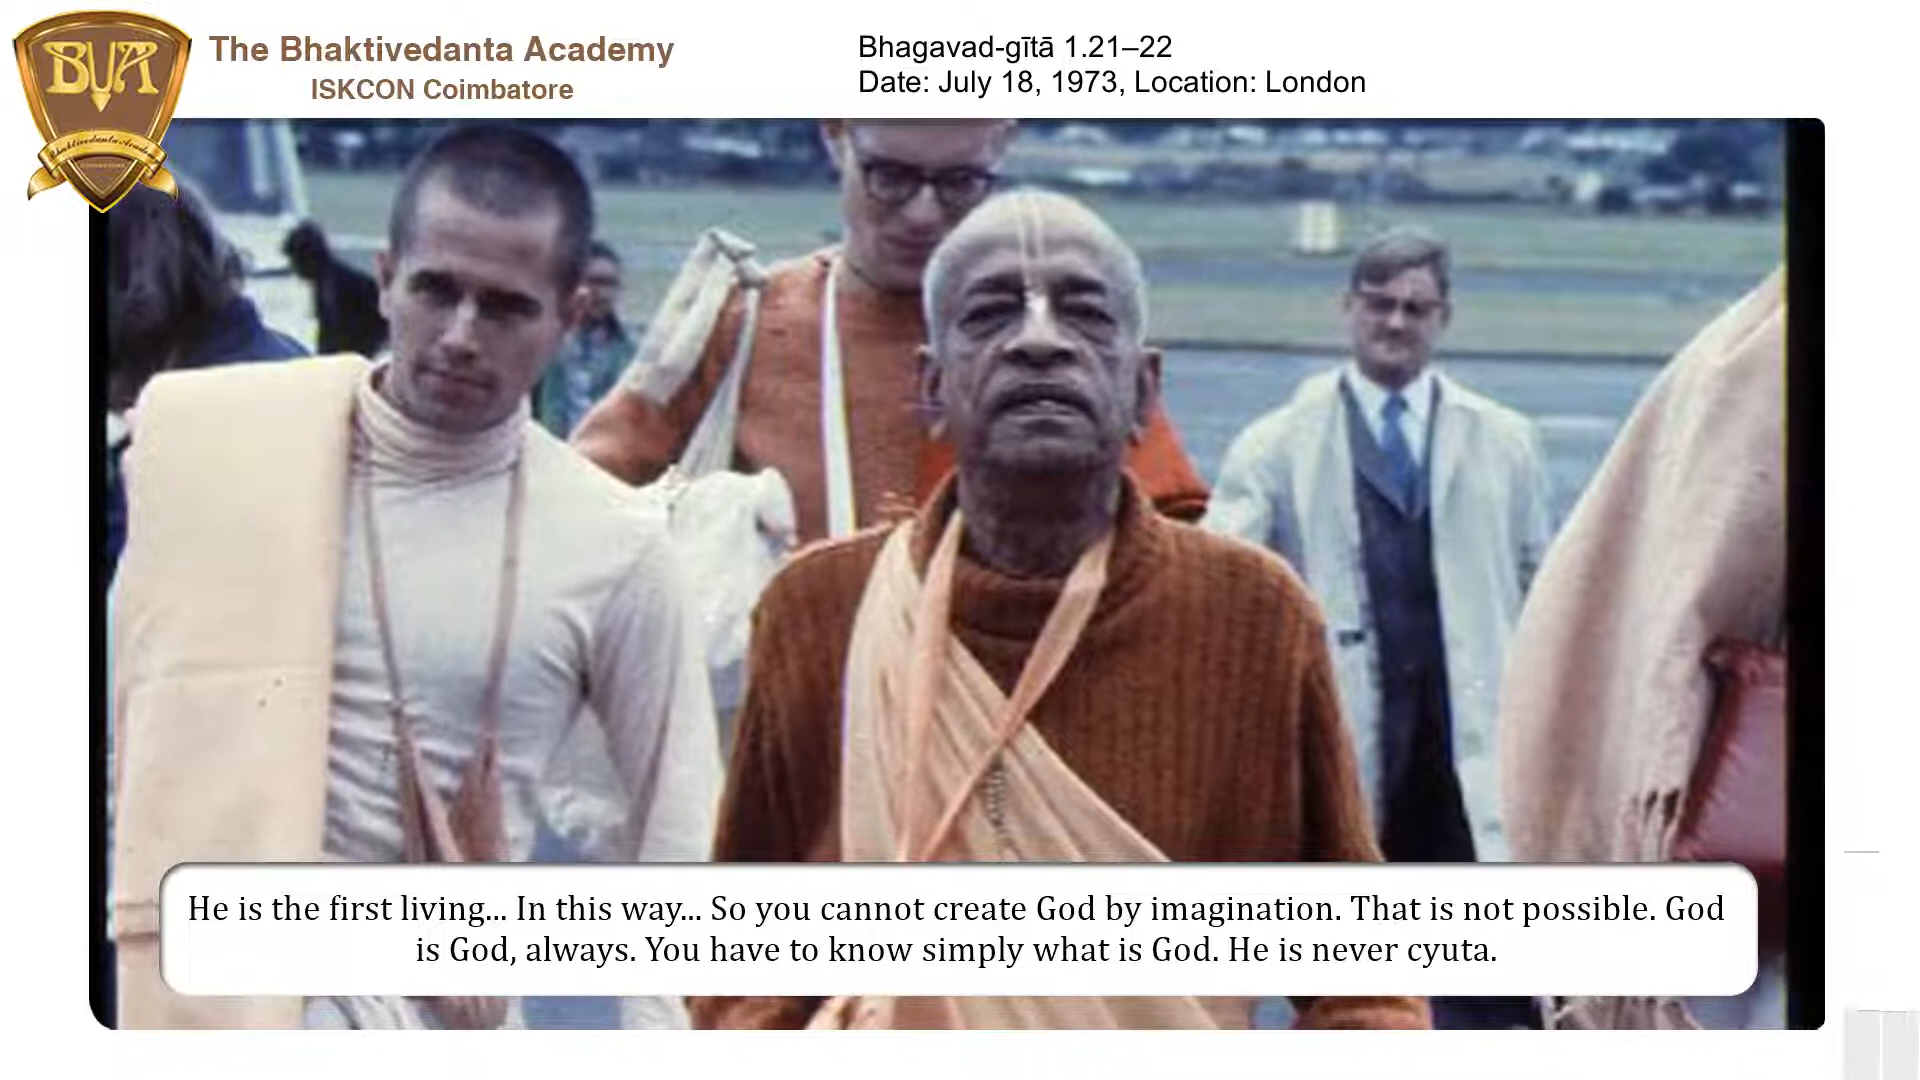 BVA
The Bhaktivedanta Academy
ISKCON Coimbatore
Bhagavad-gītā 1.21–22
Date: July 18, 1973, Location: London
He is the first living... In this way... So you cannot create God by imagination. That is not possible. God
is God, always. You have to know simply what is God. He is never cyuta.